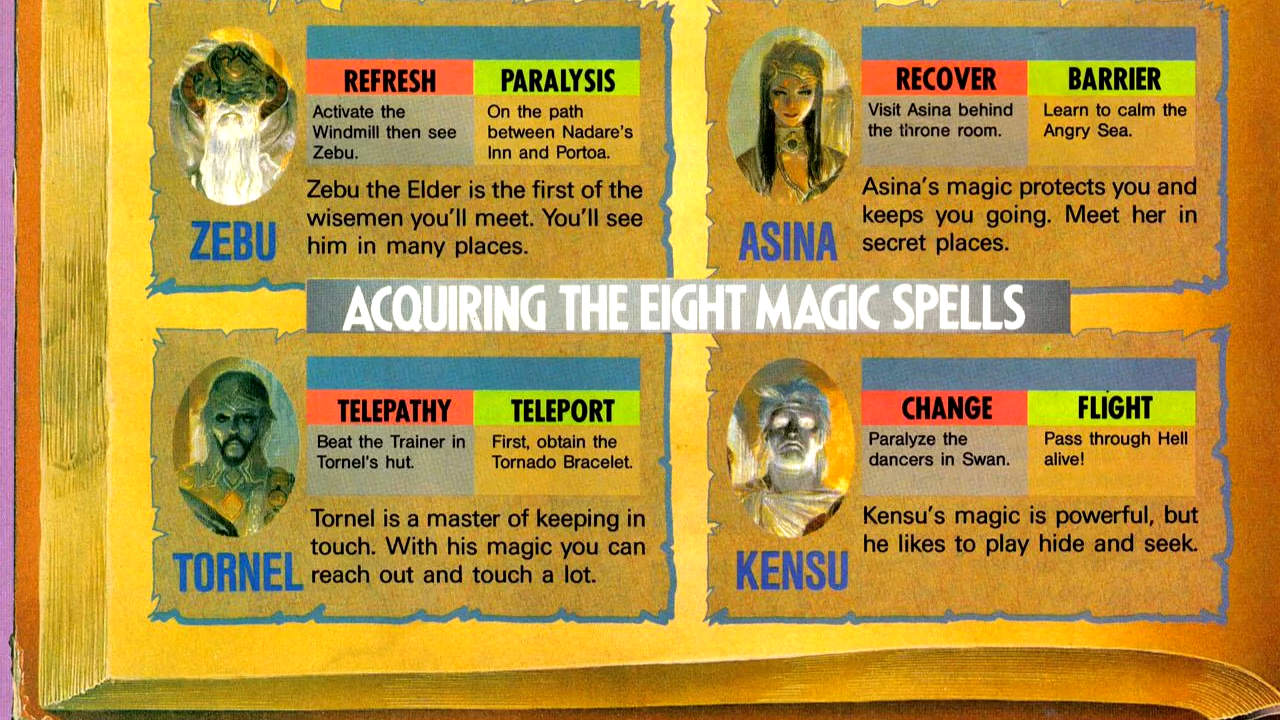 REFRESH
PARALYSIS
Activate the
Windmill then see
Zebu.
On the path
between Nadare's
Inn and Portoa.
Zebu the Elder is the first of the
wisemen you'll meet. You'll see
him in many places.
ZEBU
RECOVER
BARRIER
Visit Asina behind
the throne room.
Learn to calm the
Angry Sea.
Asina's magic protects you and
keeps you going. Meet her in
secret places.
ASINA
ACQUIRING THE EIGHT MAGIC SPELLS
TELEPATHY
TELEPORT
Beat the Trainer in
Tornel's hut.
First, obtain the
Tornado Bracelet.
Tornel is a master of keeping in
touch. With his magic you can
reach out and touch a lot.
TORNEL
CHANGE
FLIGHT
Paralyze the
dancers in Swan.
Pass through Hell
alive!
Kensu's magic is powerful, but
he likes to play hide and seek.
KENSU